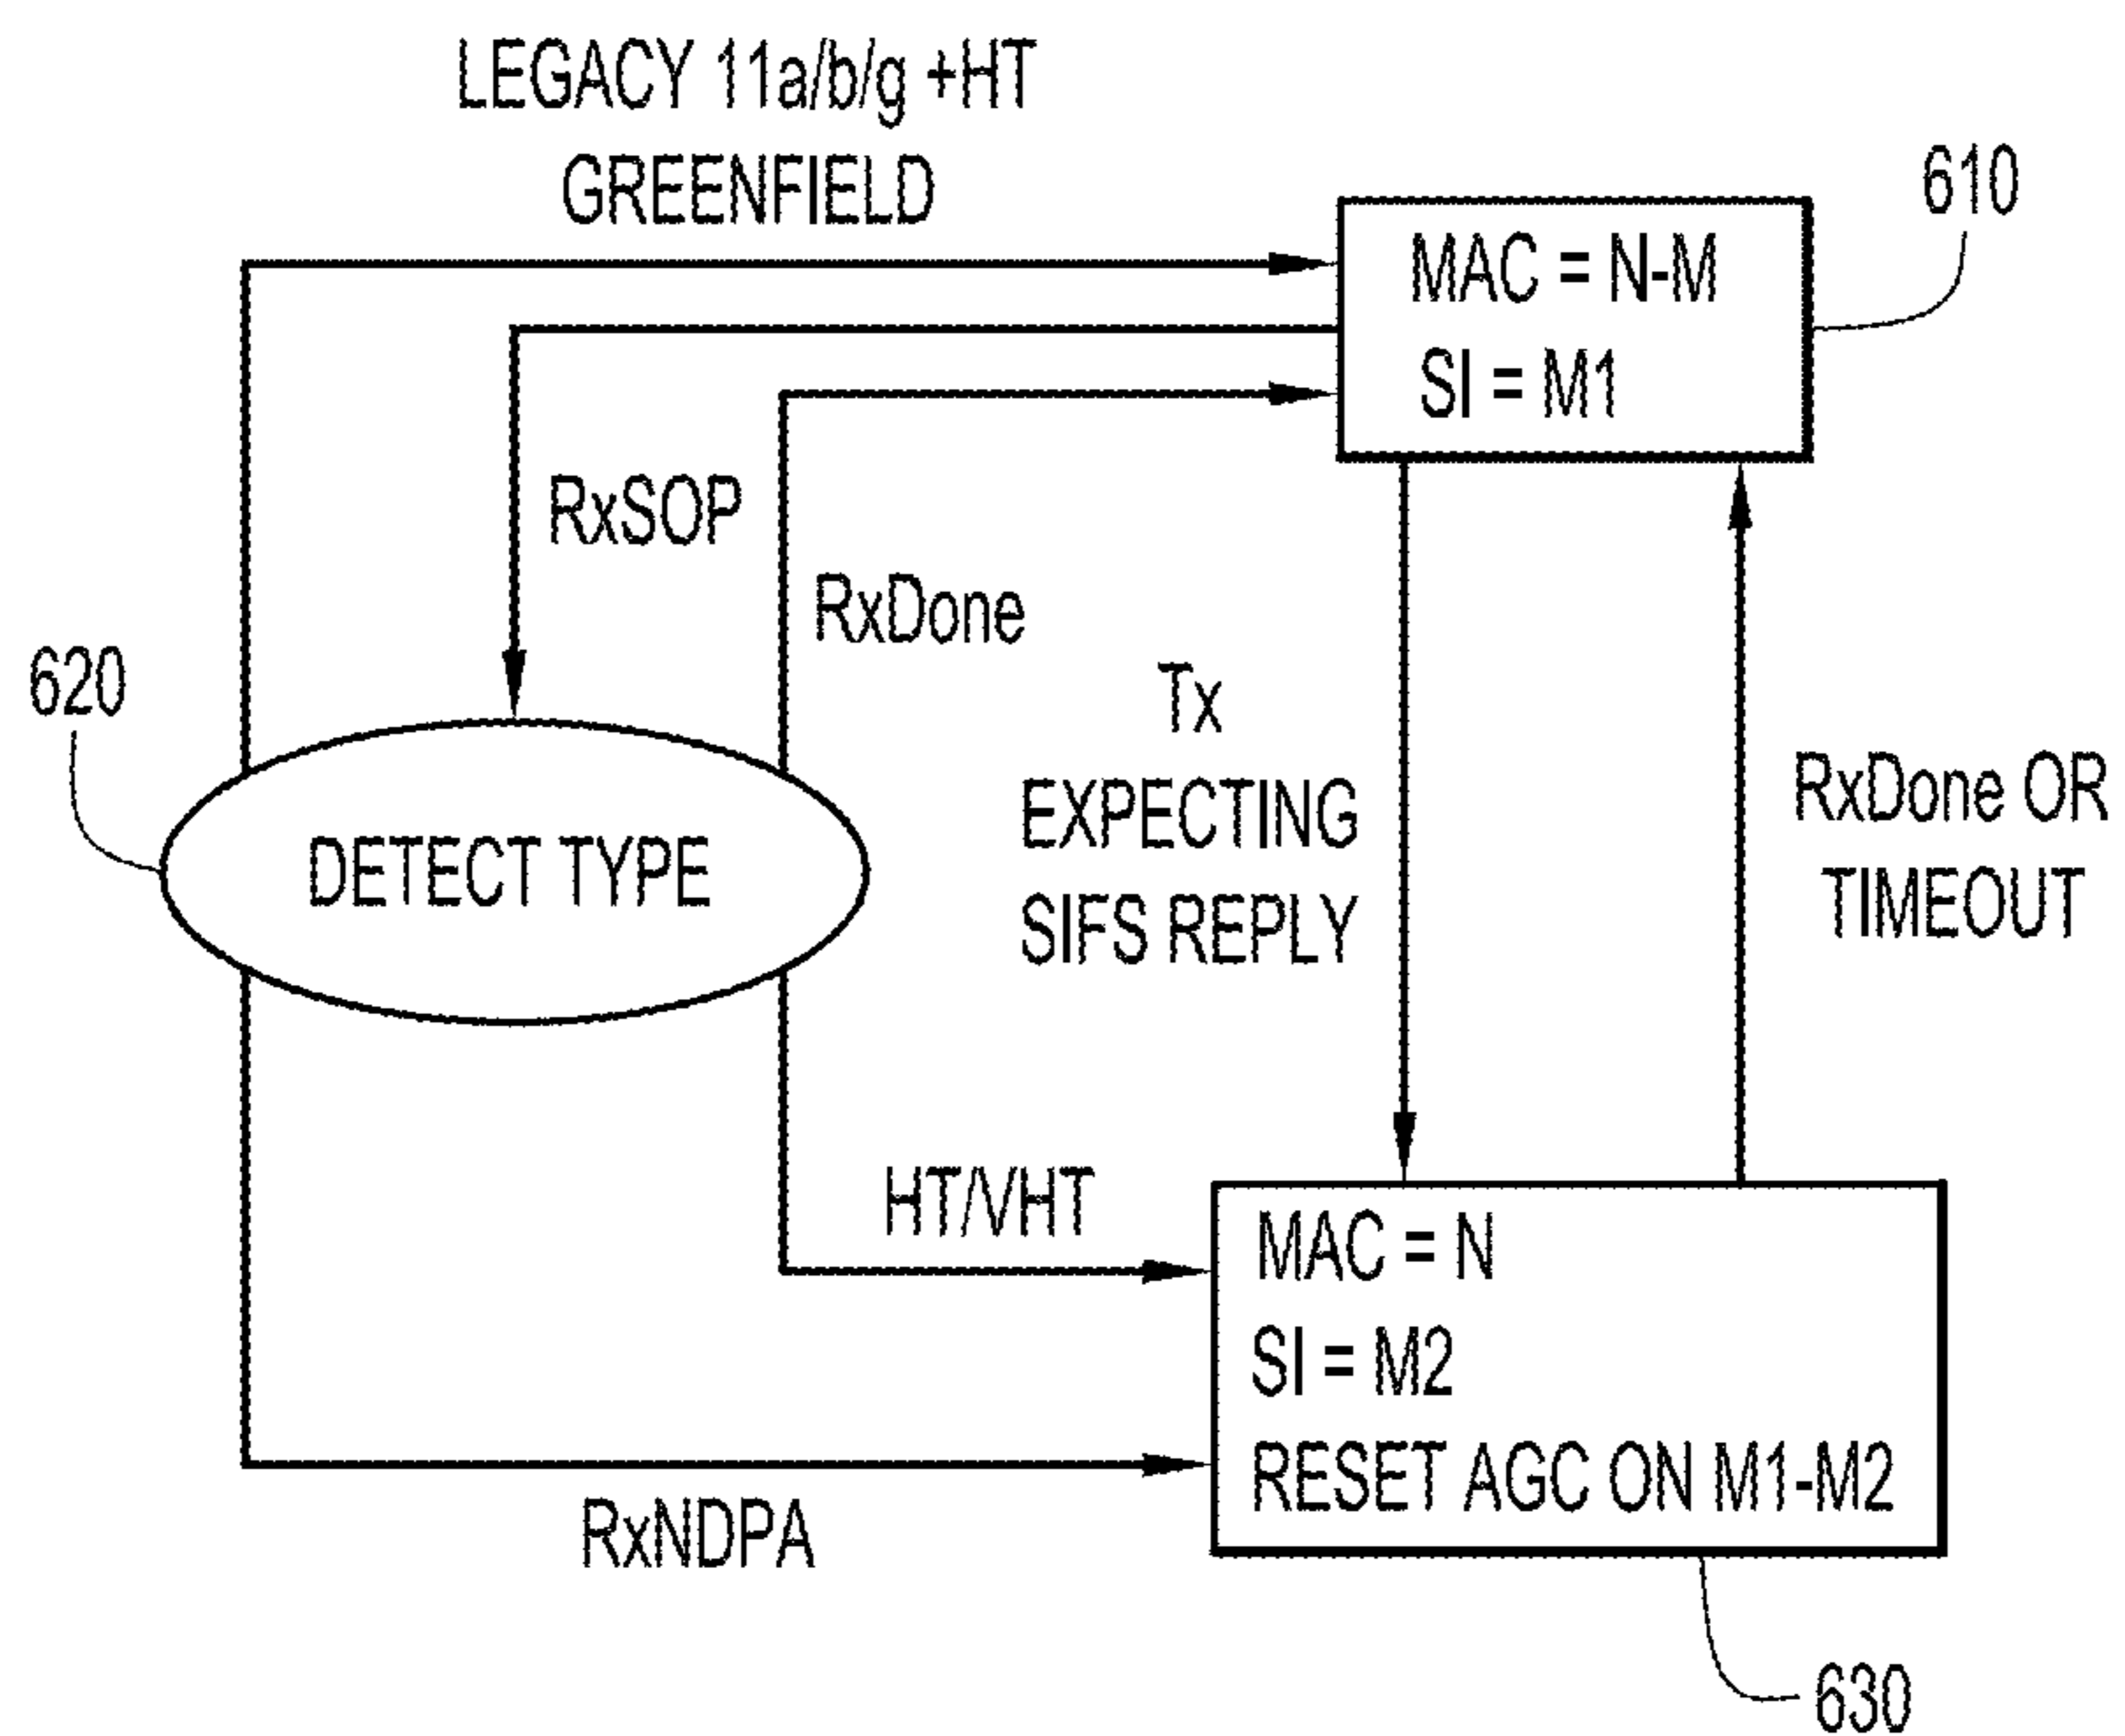 LEGACY 11a/b/g +HT
GREENFIELD
610
MAC = N-M
SI = M1
RxSOP
RxDone
620
Tx
EXPECTING
SIFS REPLY
RxDone OR
TIMEOUT
DETECT TYPE
HT/VHT
MAC = N
SI = M2
RESET AGC ON M1-M2
RxNDPA
630